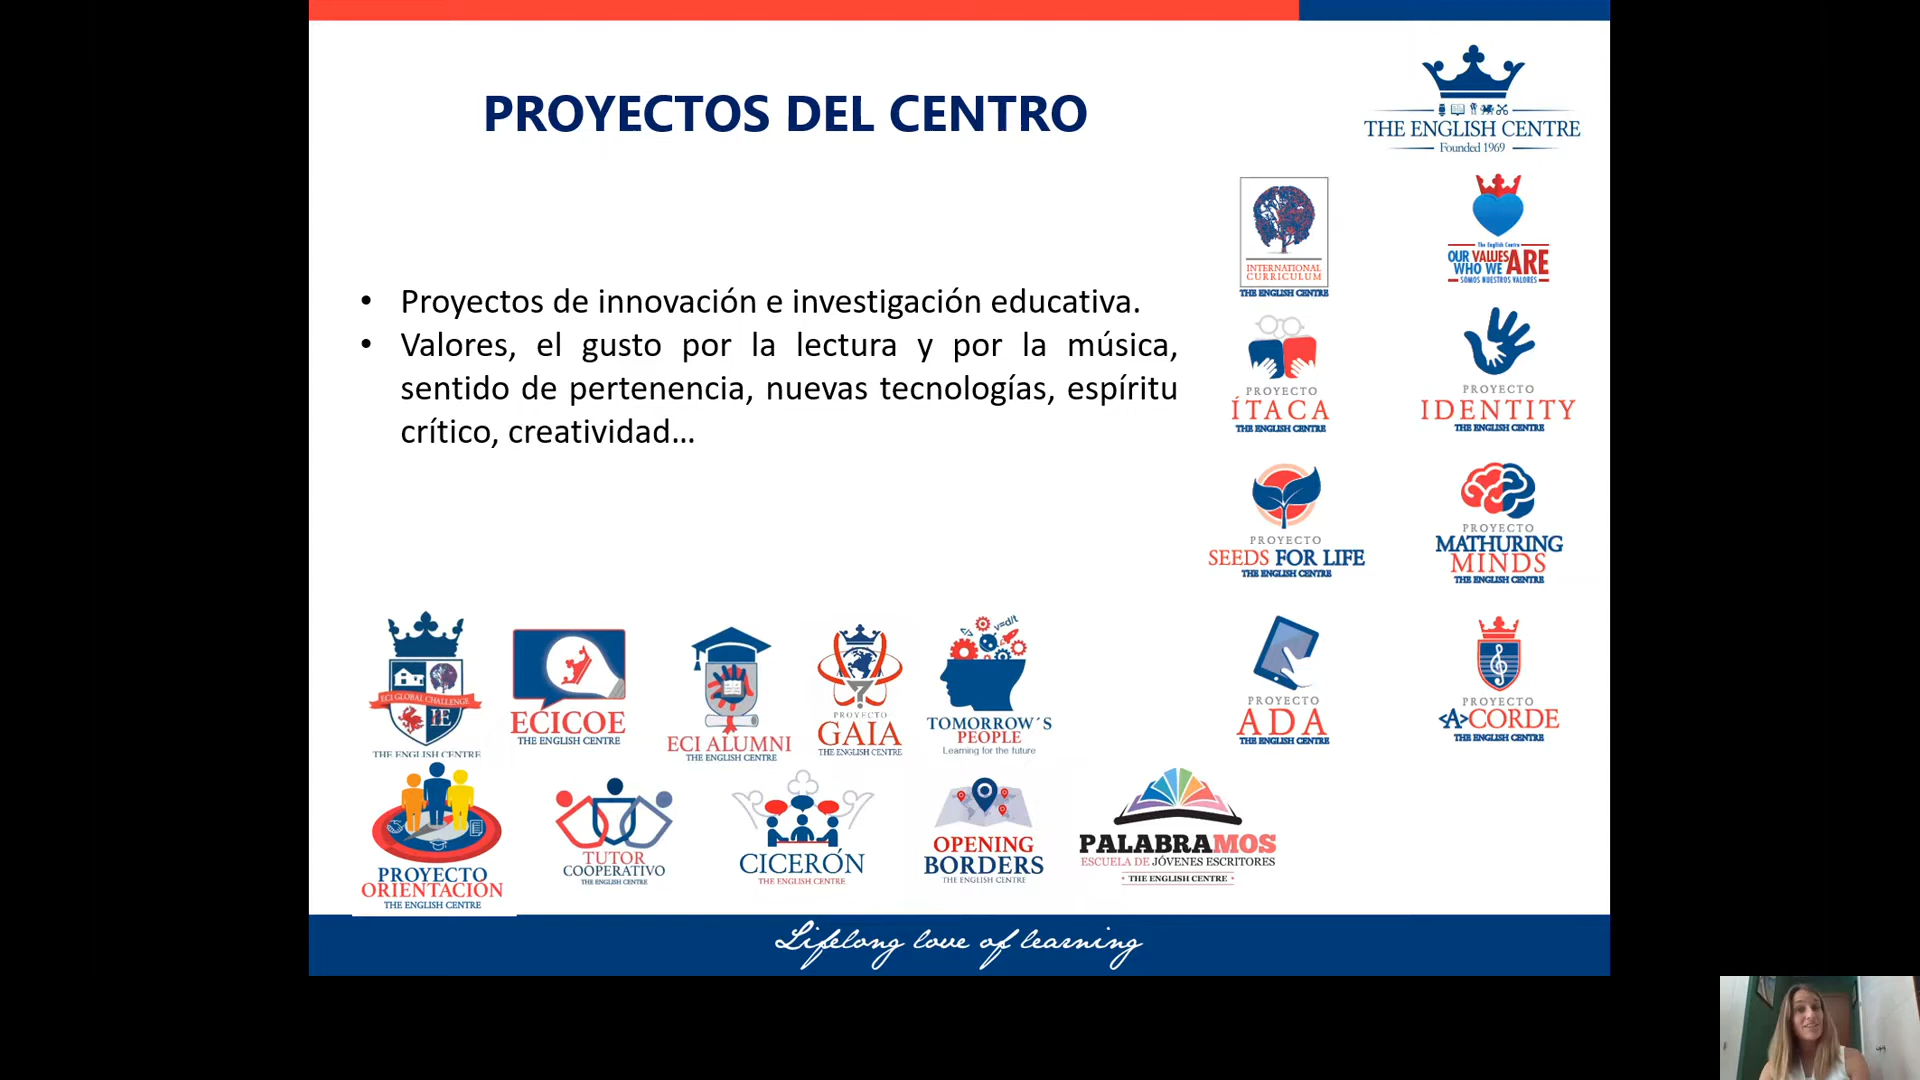 PROYECTOS DEL CENTRO
THE ENGLISH CENTRE
Founded 1969
• Proyectos de innovación e investigación educativa.
• Valores, el gusto por la lectura y por la música,
sentido de pertenencia, nuevas tecnologías, espíritu
crítico, creatividad...
INTERNATIONAL
CURRICULUM
THE ENGLISH CENTRE
The English Centre
OUR VALUES
WHO WE ARE
SOMOS NUESTROS VALORES
PROYECTO
ÍTACA
THE ENGLISH CENTRE
PROYECTO
IDENTITY
THE ENGLISH CENTRE
PROYECTO
SEEDS FOR LIFE
THE ENGLISH CENTRE
PROYECTO
MATHURING
MINDS
THE ENGLISH CENTRE
ECI GLOBAL CHALLENGE
IE
THE ENGLISH CENTRE
ECICOE
THE ENGLISH CENTRE
ECI ALUMNI
THE ENGLISH CENTRE
?
PROYECTO
GAIA
THE ENGLISH CENTRE
v=d/t
TOMORROW´S
PEOPLE
Learning for the future
PROYECTO
ADA
THE ENGLISH CENTRE
PROYECTO
<A>CORDE
THE ENGLISH CENTRE
PROYECTO
ORIENTACIÓN
THE ENGLISH CENTRE
TUTOR
COOPERATIVO
THE ENGLISH CENTRE
CICERÓN
THE ENGLISH CENTRE
OPENING
BORDERS
THE ENGLISH CENTRE
PALABRAMOS
ESCUELA DE JÓVENES ESCRITORES
• THE ENGLISH CENTRE •
Lifelong love of learning